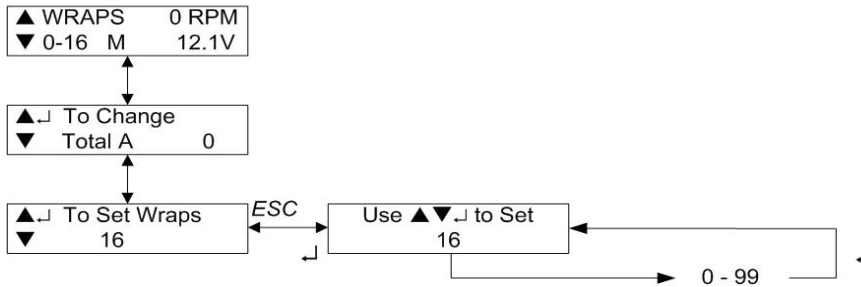 ▲ WRAPS 0 RPM
▼ 0-16 M 12.1V
▲↵ To Change
▼ Total A 0
▲↵ To Set Wraps
▼ 16
ESC
↵
Use ▲▼↵ to Set
16
0 - 99